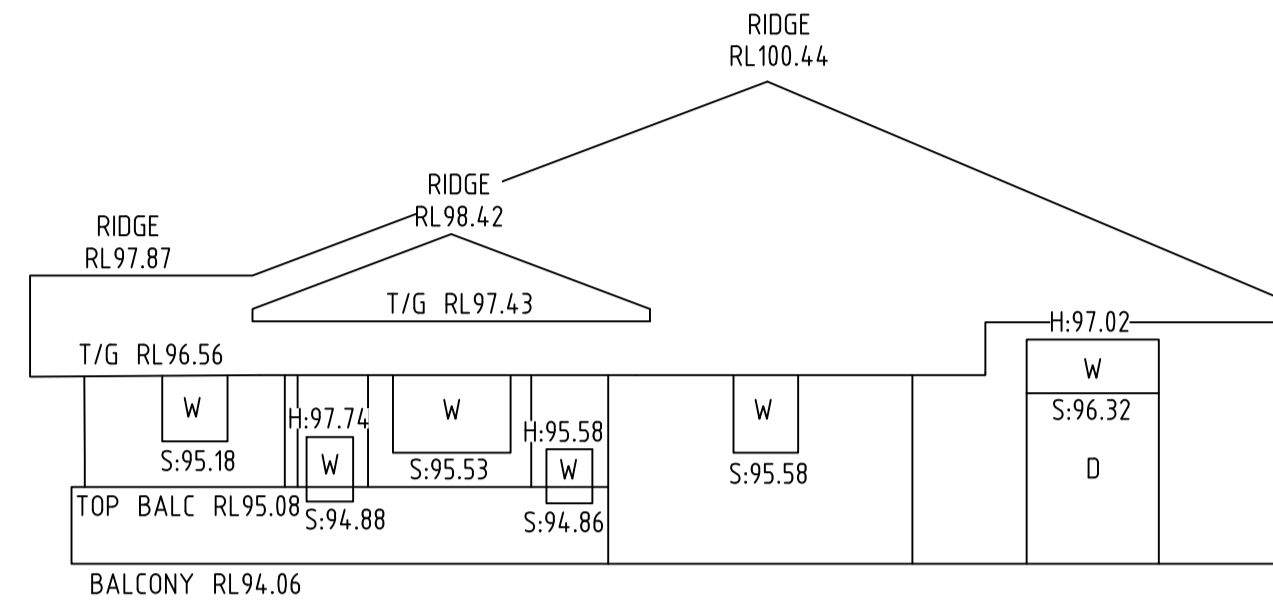 RIDGE
RL100.44
RIDGE
RL98.42
RIDGE
RL97.87
T/G RL97.43
H:97.02
T/G RL96.56
W
S:96.32
W
H:97.74
W
H:95.58
W
W
W
W
S:95.18
S:95.53
S:95.58
D
TOP BALC RL95.08
S:94.88
S:94.86
BALCONY RL94.06